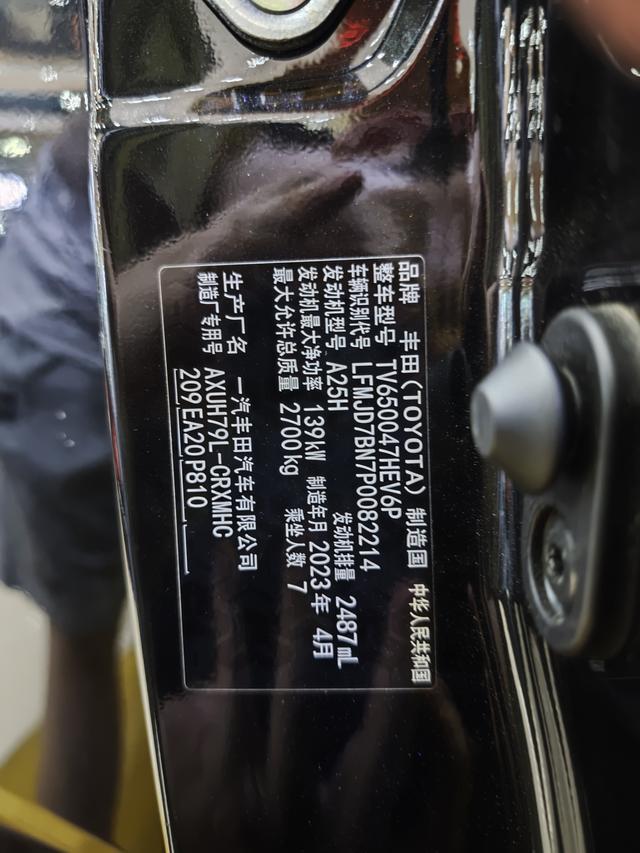 品牌 丰田(TOYOTA) 制造国 中华人民共和国
整车型号 TV650047HEV6P
车辆识别代号 LFMJD7BN7P0082214
发动机型号 A25H 发动机排量 2487mL
发动机最大净功率 139kW 制造年月 2023年 4月
最大允许总质量 2700kg 乘坐人数 7
生产厂名 一汽丰田汽车有限公司
制造厂专用号 AXUH79L-CRXMHC
209EA20P810